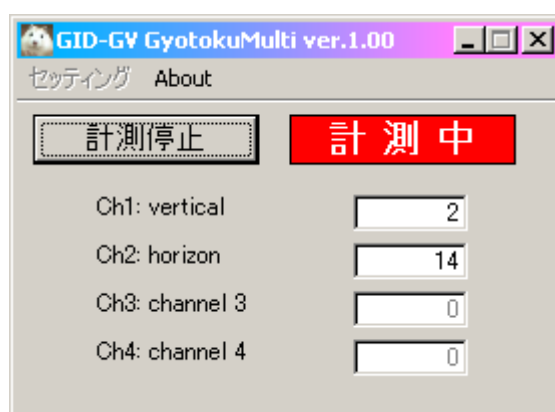 GID-GV GyotokuMulti ver.1.00
セッティング About
計測停止 計測中
Ch1: vertical 2
Ch2: horizon 14
Ch3: channel 3 0
Ch4: channel 4 0